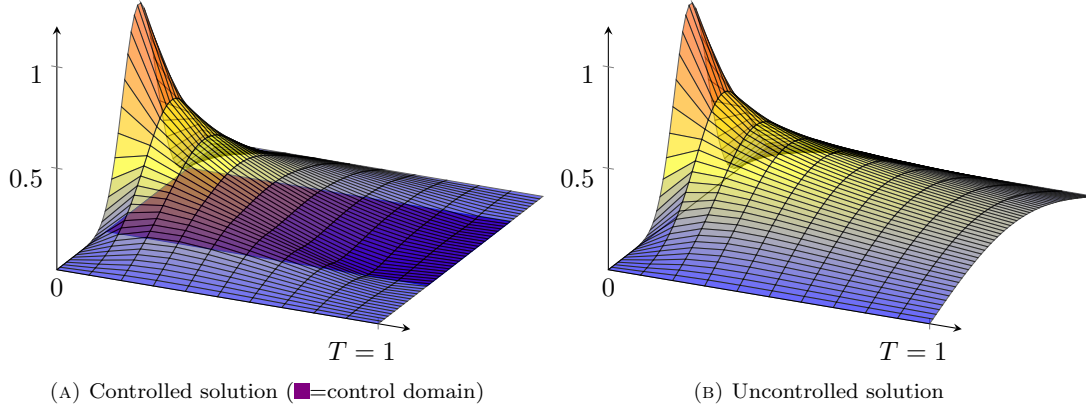 1
0.5
0
T = 1
(A) Controlled solution (■=control domain)
1
0.5
0
T = 1
(B) Uncontrolled solution